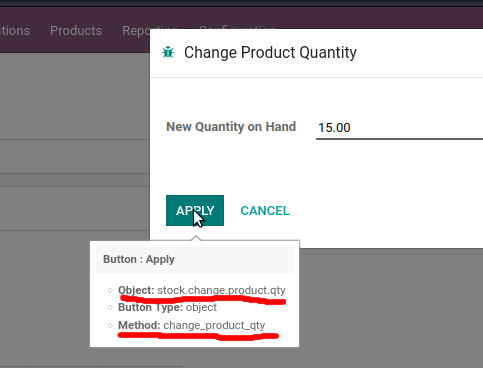 Products Reporting Configuration
Change Product Quantity
New Quantity on Hand 15.00
APPLY CANCEL
Button : Apply
Object: stock.change.product.qty
Button Type: object
Method: change_product_qty